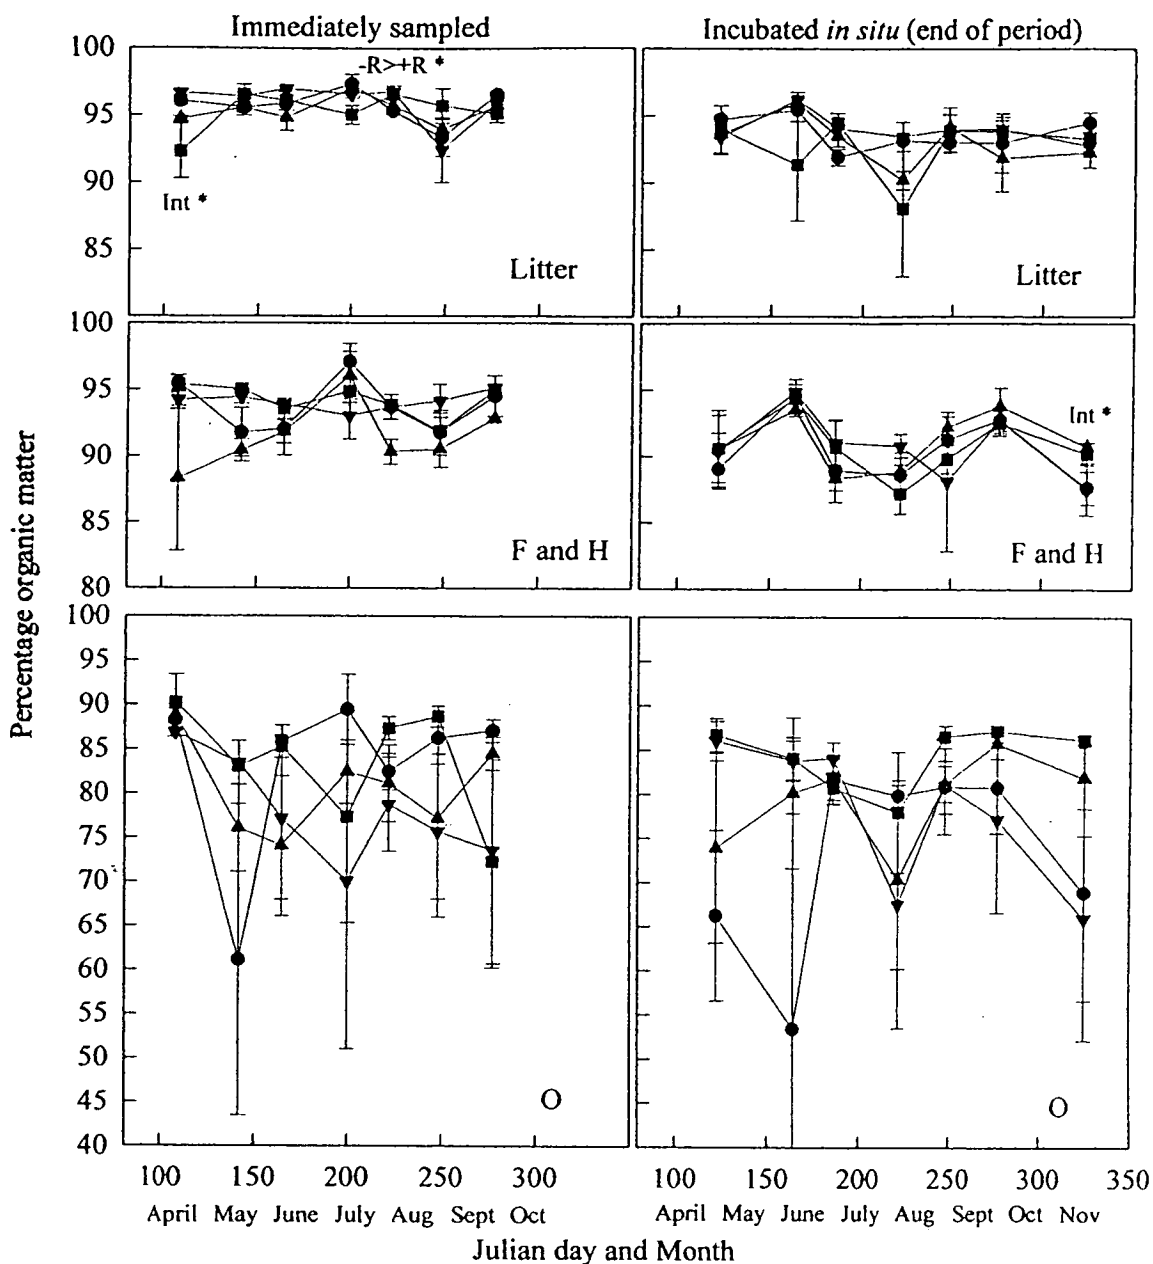 Immediately sampled
Incubated in situ (end of period)
100
95
90
85
80
-R>+R *
Int *
Litter
Litter
100
95
90
85
80
F and H
Int *
F and H
Percentage organic matter
100
95
90
85
80
75
70
65
60
55
50
45
40
O
O
100 150 200 250 300
100 150 200 250 300 350
April May June July Aug Sept Oct
April May June July Aug Sept Oct Nov
Julian day and Month